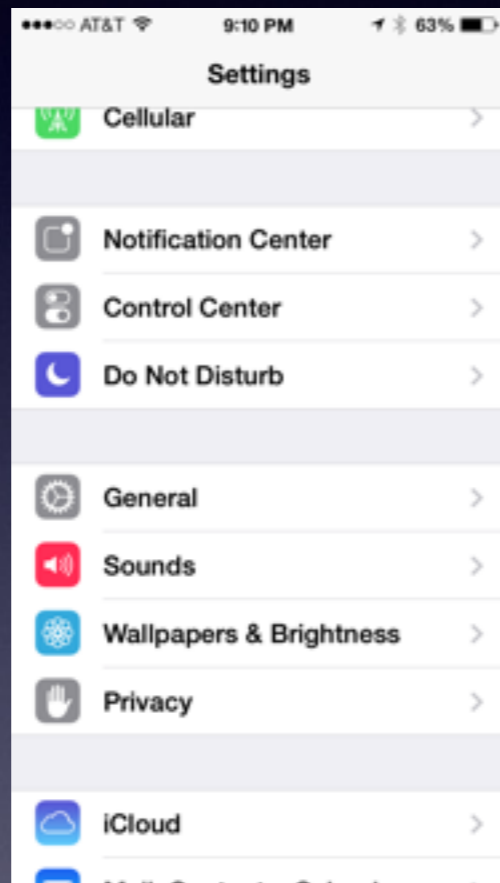 AT&T 9:10 PM 63%
Settings
Cellular
Notification Center
Control Center
Do Not Disturb
General
Sounds
Wallpapers & Brightness
Privacy
iCloud